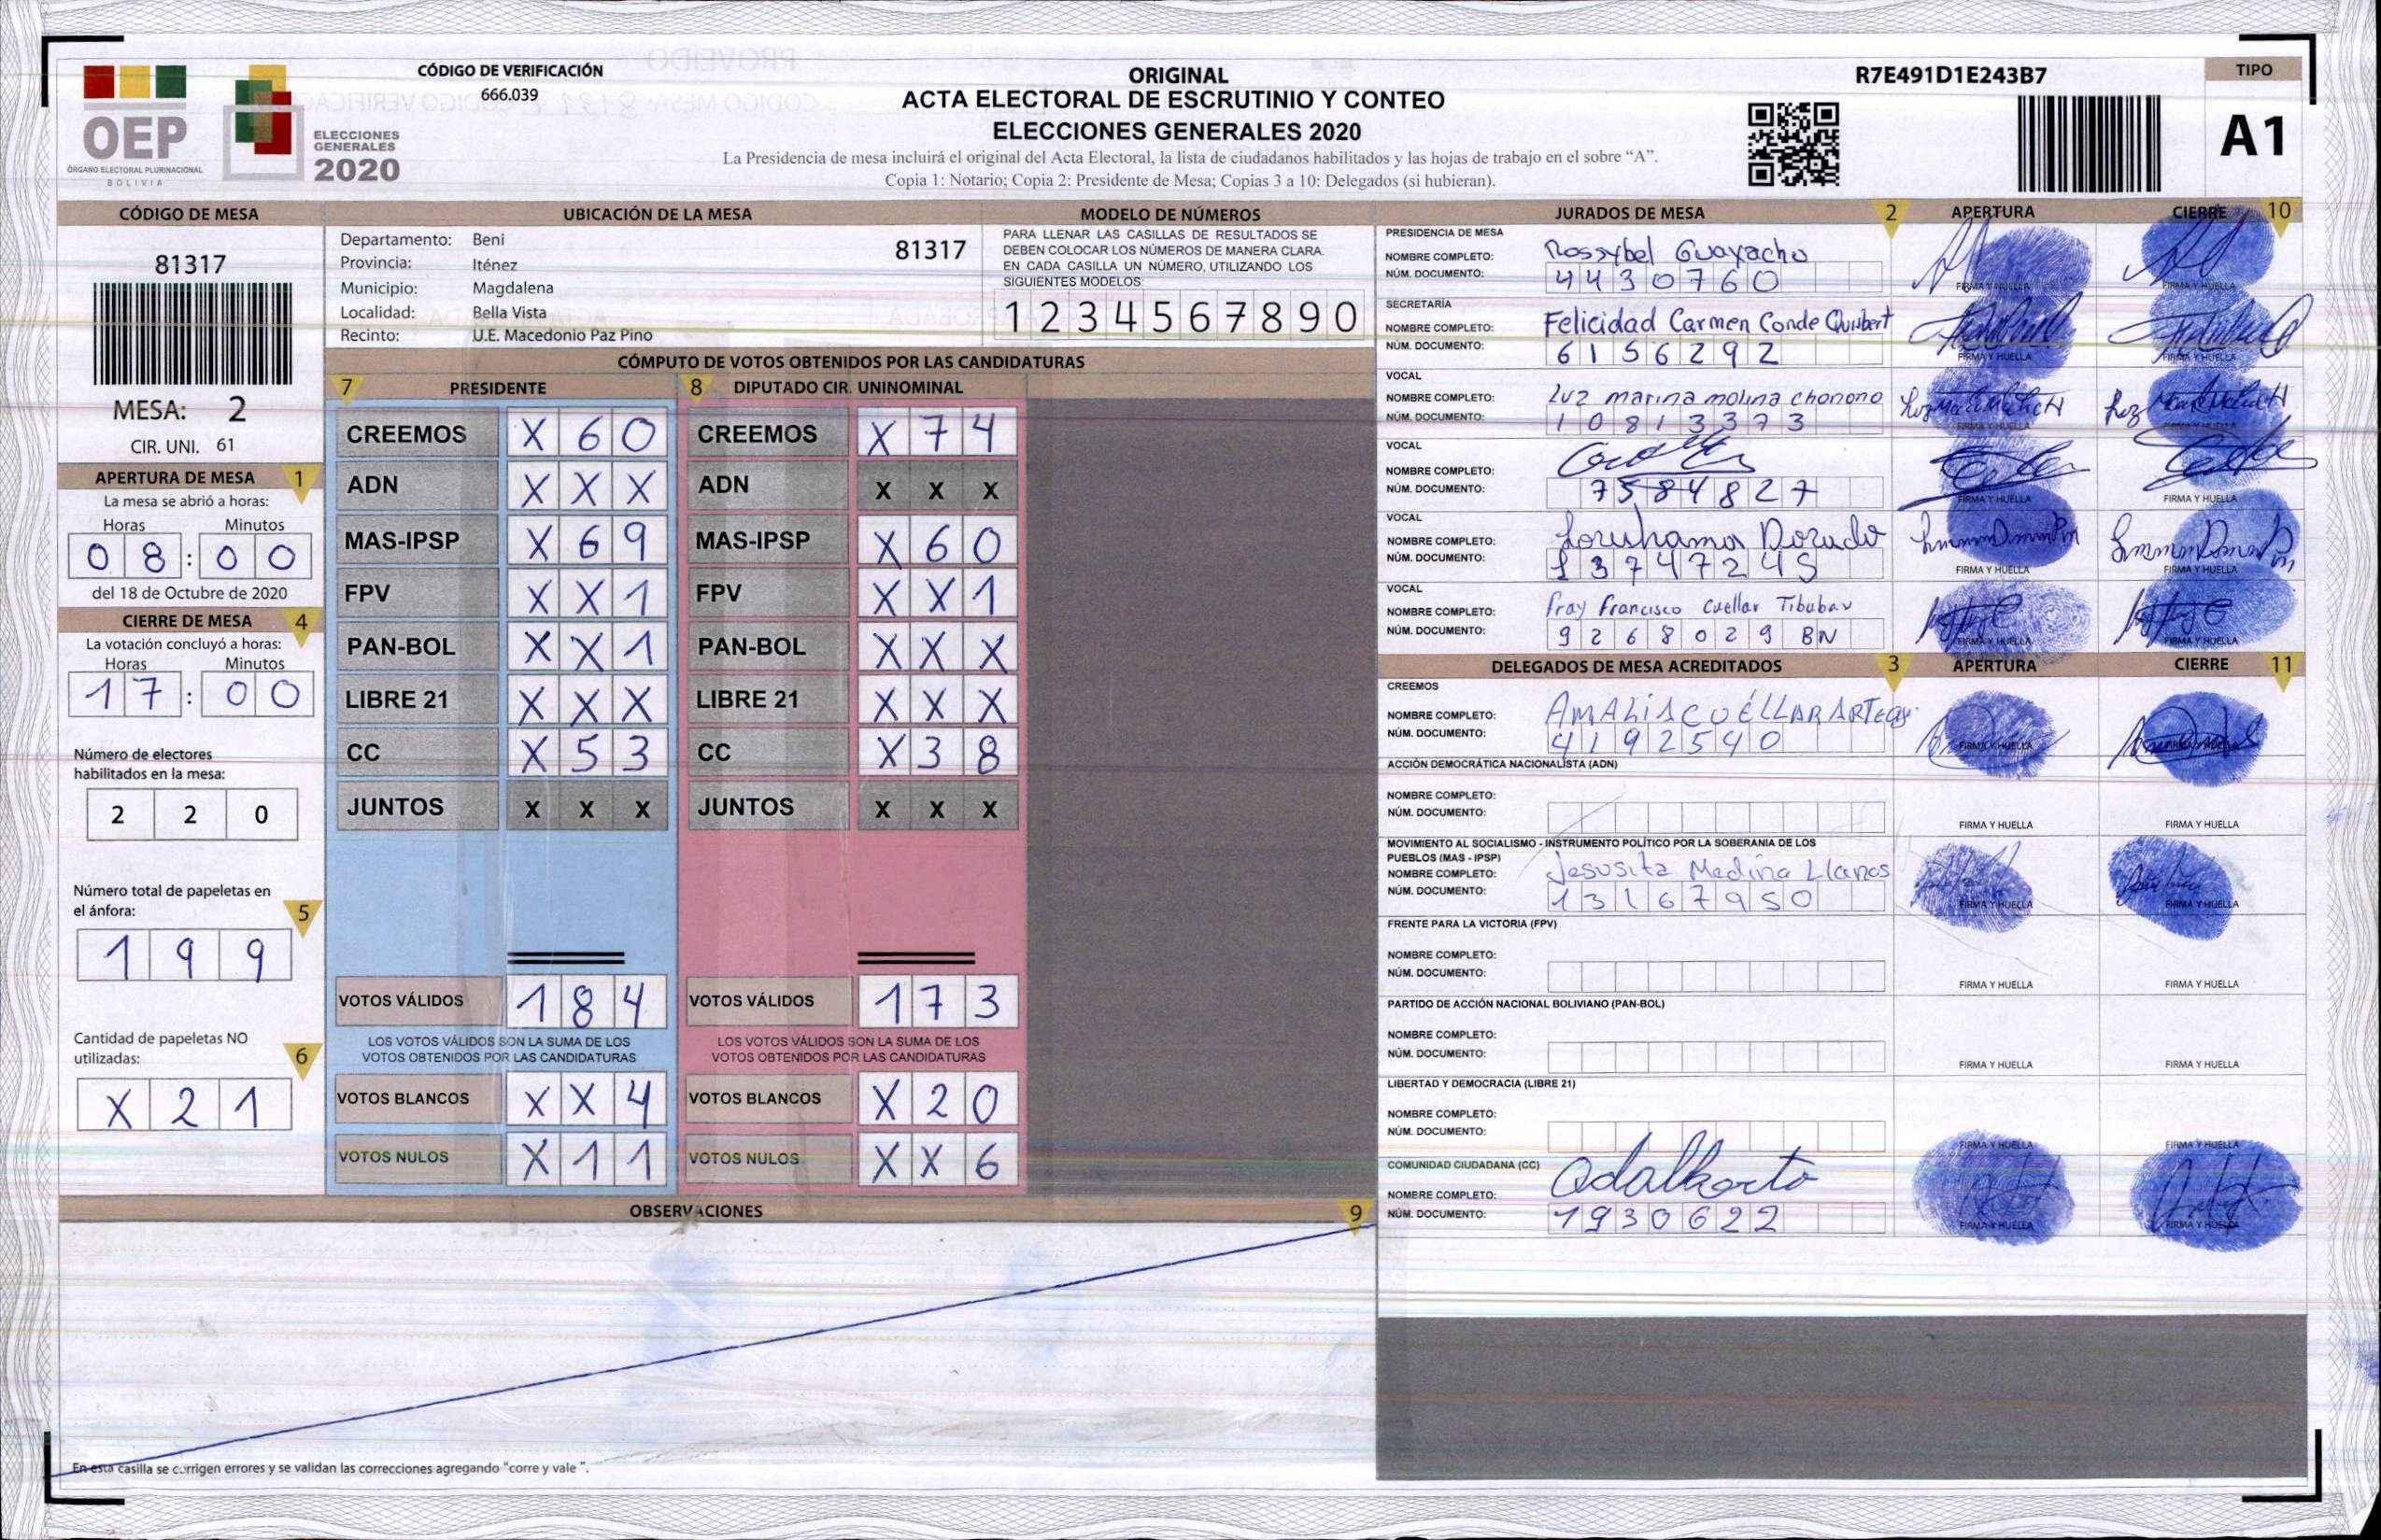 CÓDIGO DE VERIFICACIÓN
666.039
OEP
ÓRGANO ELECTORAL PLURINACIONAL
BOLIVIA
ELECCIONES
GENERALES
2020
ORIGINAL
ACTA ELECTORAL DE ESCRUTINIO Y CONTEO
ELECCIONES GENERALES 2020
La Presidencia de mesa incluirá el original del Acta Electoral, la lista de ciudadanos habilitados y las hojas de trabajo en el sobre “A”.
Copia 1: Notario; Copia 2: Presidente de Mesa; Copias 3 a 10: Delegados (si hubieran).
R7E491D1E243B7
TIPO
A1
CÓDIGO DE MESA
81317
MESA: 2
CIR. UNI. 61
APERTURA DE MESA 1
La mesa se abrió a horas:
Horas Minutos
0 8 : 0 0
del 18 de Octubre de 2020
CIERRE DE MESA 4
La votación concluyó a horas:
Horas Minutos
1 7 : 0 0
Número de electores
habilitados en la mesa:
2 2 0
Número total de papeletas en
el ánfora: 5
1 9 9
Cantidad de papeletas NO
utilizadas: 6
X 2 1
UBICACIÓN DE LA MESA
Departamento: Beni 81317
Provincia: Iténez
Municipio: Magdalena
Localidad: Bella Vista
Recinto: U.E. Macedonio Paz Pino
MODELO DE NÚMEROS
PARA LLENAR LAS CASILLAS DE RESULTADOS SE
DEBEN COLOCAR LOS NÚMEROS DE MANERA CLARA.
EN CADA CASILLA UN NÚMERO, UTILIZANDO LOS
SIGUIENTES MODELOS:
1 2 3 4 5 6 7 8 9 0
CÓMPUTO DE VOTOS OBTENIDOS POR LAS CANDIDATURAS
7 PRESIDENTE 8 DIPUTADO CIR. UNINOMINAL
CREEMOS X 6 0 CREEMOS X 7 4
ADN X X X ADN X X X
MAS-IPSP X 6 9 MAS-IPSP X 6 0
FPV X X 1 FPV X X 1
PAN-BOL X X 1 PAN-BOL X X X
LIBRE 21 X X X LIBRE 21 X X X
CC X 5 3 CC X 3 8
JUNTOS X X X JUNTOS X X X
VOTOS VÁLIDOS 1 8 4 VOTOS VÁLIDOS 1 7 3
LOS VOTOS VÁLIDOS SON LA SUMA DE LOS LOS VOTOS VÁLIDOS SON LA SUMA DE LOS
VOTOS OBTENIDOS POR LAS CANDIDATURAS VOTOS OBTENIDOS POR LAS CANDIDATURAS
VOTOS BLANCOS X X 4 VOTOS BLANCOS X 2 0
VOTOS NULOS X 1 1 VOTOS NULOS X X 6
OBSERVACIONES 9
En esta casilla se corrigen errores y se validan las correcciones agregando “corre y vale ”.
JURADOS DE MESA 2 APERTURA CIERRE 10
PRESIDENCIA DE MESA
NOMBRE COMPLETO: Rossybel Guayacho
NÚM. DOCUMENTO: 4430760 FIRMA Y HUELLA FIRMA Y HUELLA
SECRETARÍA
NOMBRE COMPLETO: Felicidad Carmen Conde Quisbert
NÚM. DOCUMENTO: 6156292 FIRMA Y HUELLA FIRMA Y HUELLA
VOCAL
NOMBRE COMPLETO: Luz marina molina chonono
NÚM. DOCUMENTO: 10813373 FIRMA Y HUELLA FIRMA Y HUELLA
VOCAL
NOMBRE COMPLETO:
NÚM. DOCUMENTO: 7584827 FIRMA Y HUELLA FIRMA Y HUELLA
VOCAL
NOMBRE COMPLETO: Loruhama Dorado
NÚM. DOCUMENTO: 13747245 FIRMA Y HUELLA FIRMA Y HUELLA
VOCAL
NOMBRE COMPLETO: Fray Francisco Cuellar Tibubay
NÚM. DOCUMENTO: 9268029 BN FIRMA Y HUELLA FIRMA Y HUELLA
DELEGADOS DE MESA ACREDITADOS 3 APERTURA CIERRE 11
CREEMOS
NOMBRE COMPLETO: AMALIA CUÉLLAR ARTEAGA
NÚM. DOCUMENTO: 4192540 FIRMA Y HUELLA FIRMA Y HUELLA
ACCIÓN DEMOCRÁTICA NACIONALISTA (ADN)
NOMBRE COMPLETO:
NÚM. DOCUMENTO: FIRMA Y HUELLA FIRMA Y HUELLA
MOVIMIENTO AL SOCIALISMO - INSTRUMENTO POLÍTICO POR LA SOBERANIA DE LOS
PUEBLOS (MAS - IPSP)
NOMBRE COMPLETO: Jesusita Medina Llanos
NÚM. DOCUMENTO: 13167950 FIRMA Y HUELLA FIRMA Y HUELLA
FRENTE PARA LA VICTORIA (FPV)
NOMBRE COMPLETO:
NÚM. DOCUMENTO: FIRMA Y HUELLA FIRMA Y HUELLA
PARTIDO DE ACCIÓN NACIONAL BOLIVIANO (PAN-BOL)
NOMBRE COMPLETO:
NÚM. DOCUMENTO: FIRMA Y HUELLA FIRMA Y HUELLA
LIBERTAD Y DEMOCRACIA (LIBRE 21)
NOMBRE COMPLETO:
NÚM. DOCUMENTO: FIRMA Y HUELLA FIRMA Y HUELLA
COMUNIDAD CIUDADANA (CC)
NOMBRE COMPLETO: Adalberto
NÚM. DOCUMENTO: 1930622 FIRMA Y HUELLA FIRMA Y HUELLA